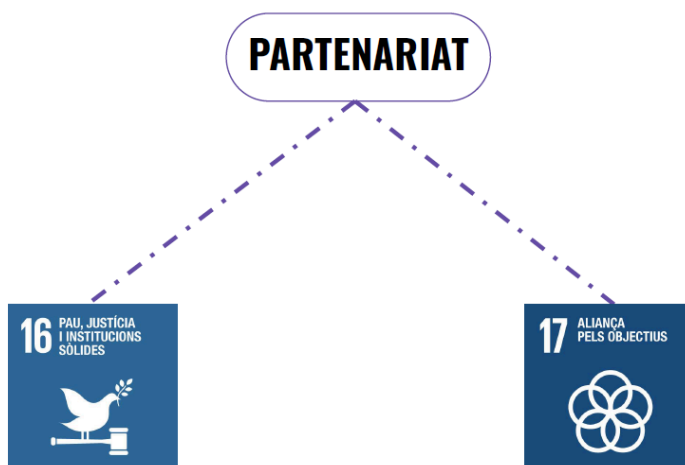 PARTENARIAT
16 PAU, JUSTÍCIA
I INSTITUCIONS
SÒLIDES
17 ALIANÇA
PELS OBJECTIUS